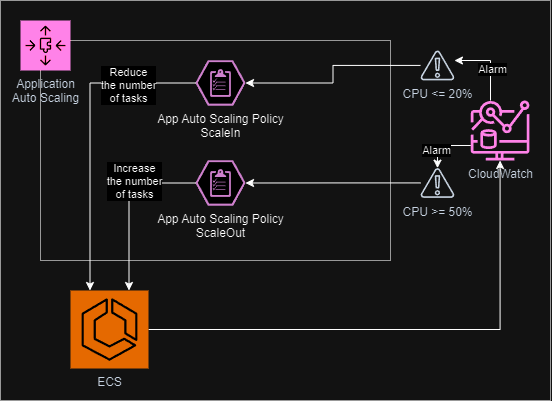 Application
Auto Scaling
Reduce
the number
of tasks
App Auto Scaling Policy
ScaleIn
CPU <= 20%
Alarm
CloudWatch
Increase
the number
of tasks
App Auto Scaling Policy
ScaleOut
Alarm
CPU >= 50%
ECS